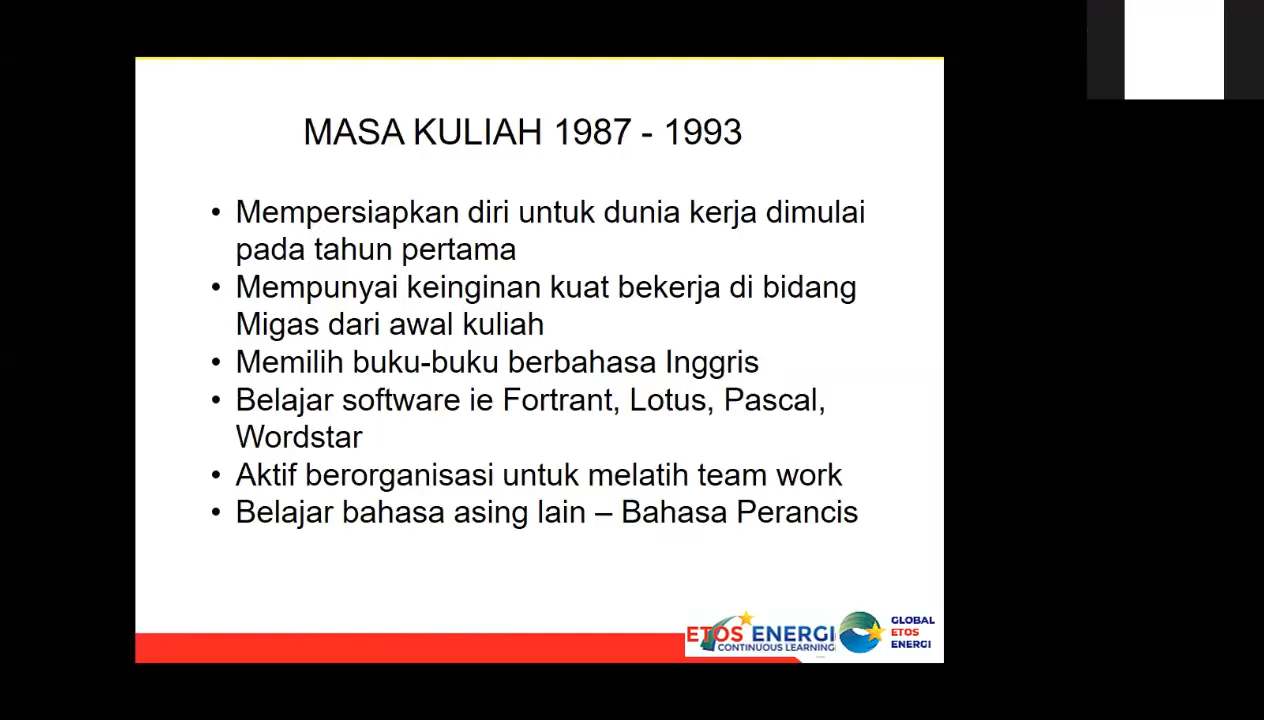 MASA KULIAH 1987 - 1993
• Mempersiapkan diri untuk dunia kerja dimulai
pada tahun pertama
• Mempunyai keinginan kuat bekerja di bidang
Migas dari awal kuliah
• Memilih buku-buku berbahasa Inggris
• Belajar software ie Fortrant, Lotus, Pascal,
Wordstar
• Aktif berorganisasi untuk melatih team work
• Belajar bahasa asing lain – Bahasa Perancis
ETOS ENERGI
CONTINUOUS LEARNING
GLOBAL
ETOS
ENERGI